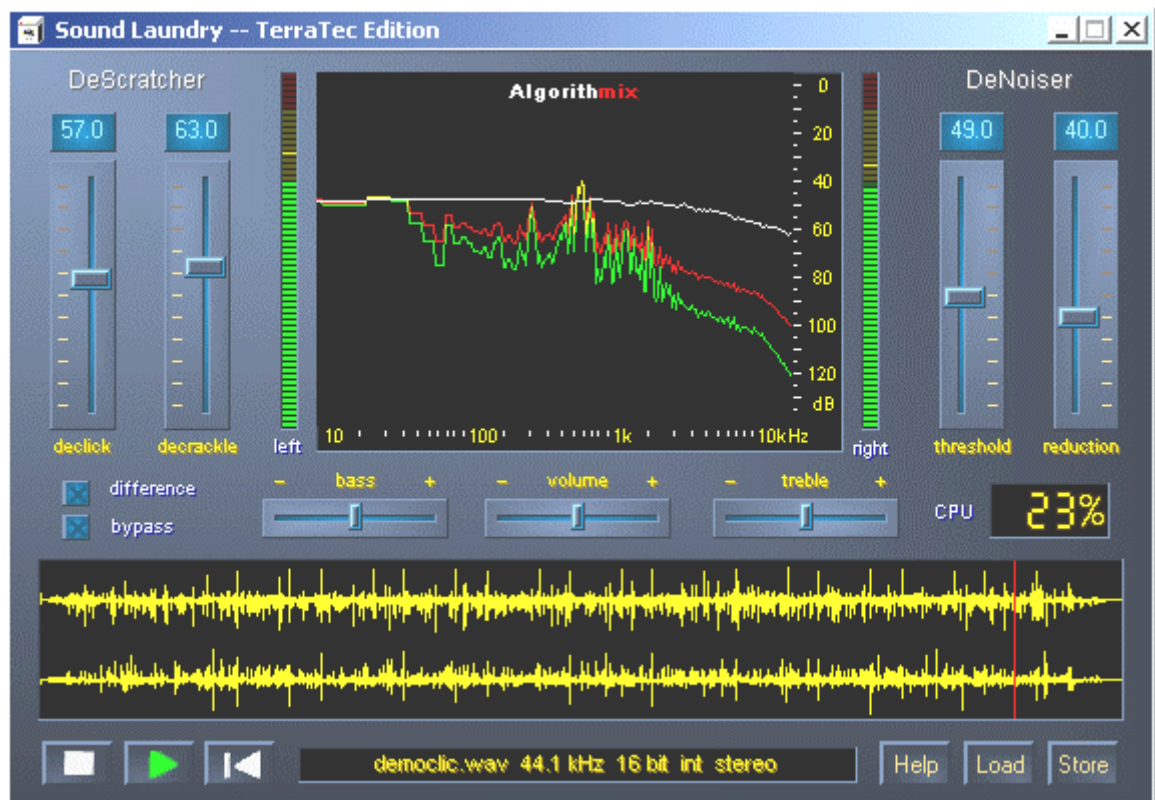 Sound Laundry -- TerraTec Edition
DeScratcher
Algorithmix
DeNoiser
57.0 63.0
49.0 40.0
0
20
40
60
80
100
120
dB
10 100 1k 10k Hz
declick decrackle left
right threshold reduction
difference
bypass
- bass +
- volume +
- treble +
CPU 23%
democlic.wav 44.1 kHz 16 bit int stereo
Help Load Store